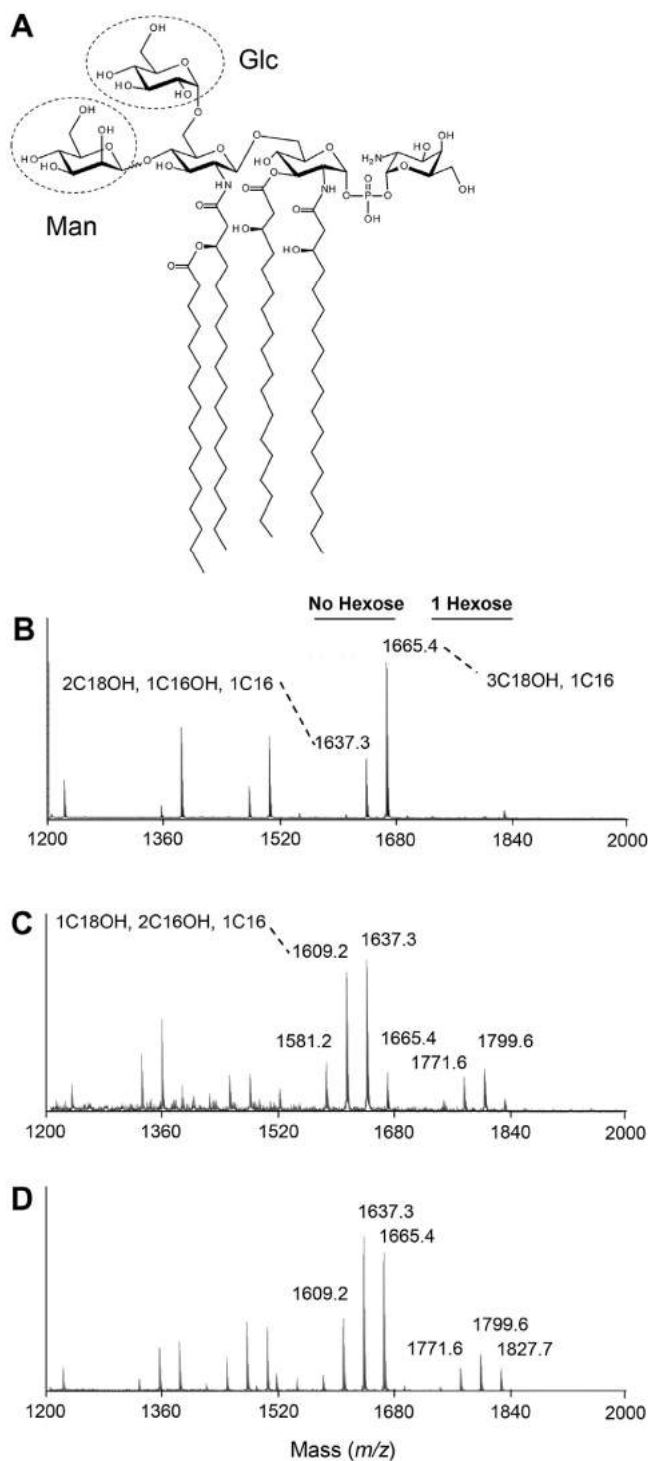 A
Glc
Man
OH
HO
HO
OH
O
OH
OH
HO
HO
O
O
O
HO
O
NH
O
O
HO
O
O
NH
O
H₂N
OH
OH
O
O
P
O
OH
OH
O
HO
O
HO
O
O
B
No Hexose
1 Hexose
1665.4
2C18OH, 1C16OH, 1C16
3C18OH, 1C16
1637.3
1200 1360 1520 1680 1840 2000
C
1C18OH, 2C16OH, 1C16
1637.3
1609.2
1581.2
1665.4
1799.6
1771.6
1200 1360 1520 1680 1840 2000
D
1637.3
1665.4
1609.2
1799.6
1771.6
1827.7
1200 1360 1520 1680 1840 2000
Mass (m/z)